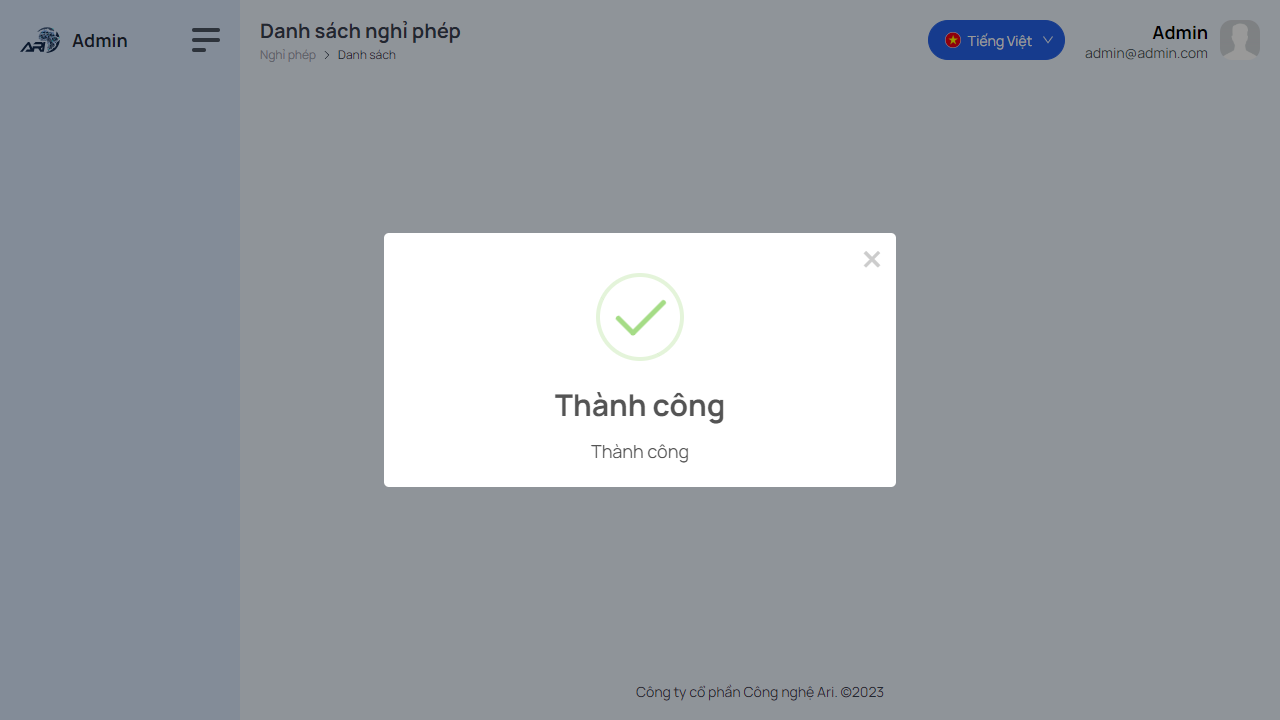 ARI
Admin
Danh sách nghỉ phép
Nghỉ phép > Danh sách
Tiếng Việt
Admin
admin@admin.com
Thành công
Thành công
Công ty cổ phần Công nghệ Ari. ©2023